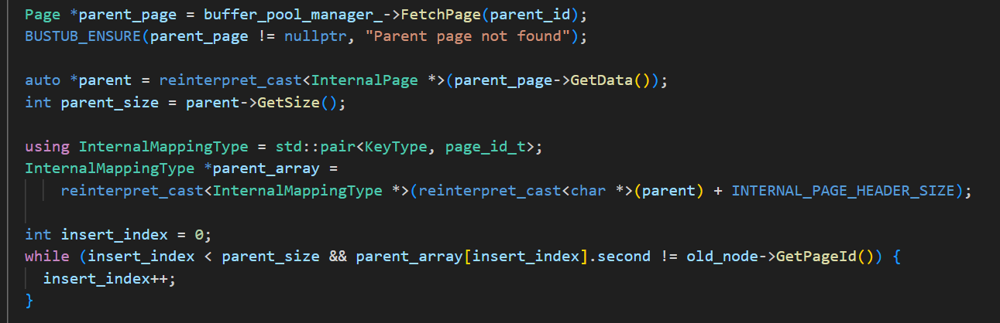 Page *parent_page = buffer_pool_manager_->FetchPage(parent_id);
BUSTUB_ENSURE(parent_page != nullptr, "Parent page not found");
auto *parent = reinterpret_cast<InternalPage *>(parent_page->GetData());
int parent_size = parent->GetSize();
using InternalMappingType = std::pair<KeyType, page_id_t>;
InternalMappingType *parent_array =
reinterpret_cast<InternalMappingType *>(reinterpret_cast<char *>(parent) + INTERNAL_PAGE_HEADER_SIZE);
int insert_index = 0;
while (insert_index < parent_size && parent_array[insert_index].second != old_node->GetPageId()) {
insert_index++;
}